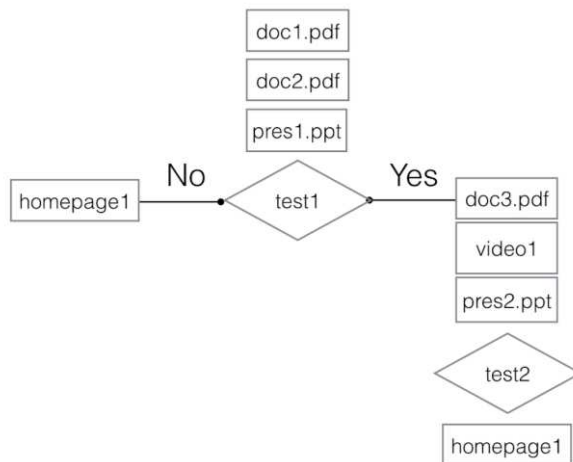 doc1.pdf
doc2.pdf
pres1.ppt
No
Yes
homepage1
test1
doc3.pdf
video1
pres2.ppt
test2
homepage1